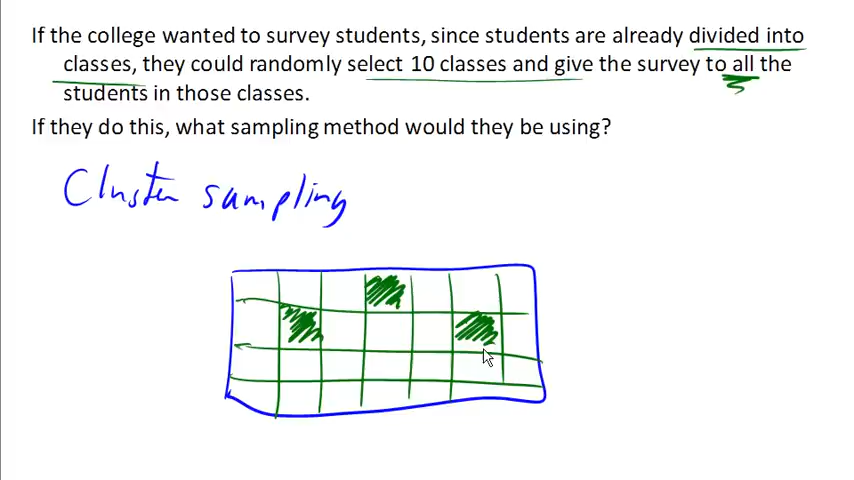 If the college wanted to survey students, since students are already divided into
classes, they could randomly select 10 classes and give the survey to all the
students in those classes.
If they do this, what sampling method would they be using?
Cluster sampling